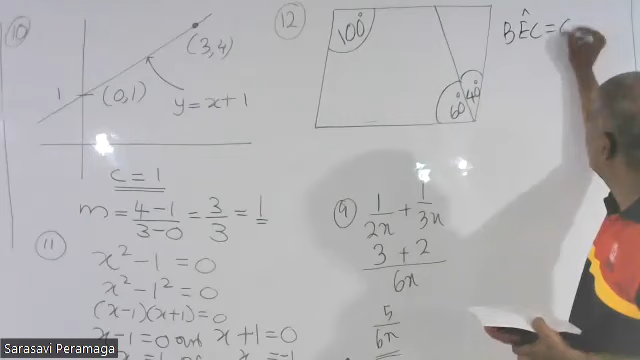 10
(3,4)
1
(0,1)
y = x + 1
c = 1
m = 4-1/3-0 = 3/3 = 1
11
x² - 1 = 0
x² - 1² = 0
(x-1)(x+1) = 0
x-1 = 0 or x+1 = 0
12
100°
60°
40°
BÊC = C
9
1/2x + 1/3x
3 + 2/6x
5/6x
Sarasavi Peramaga